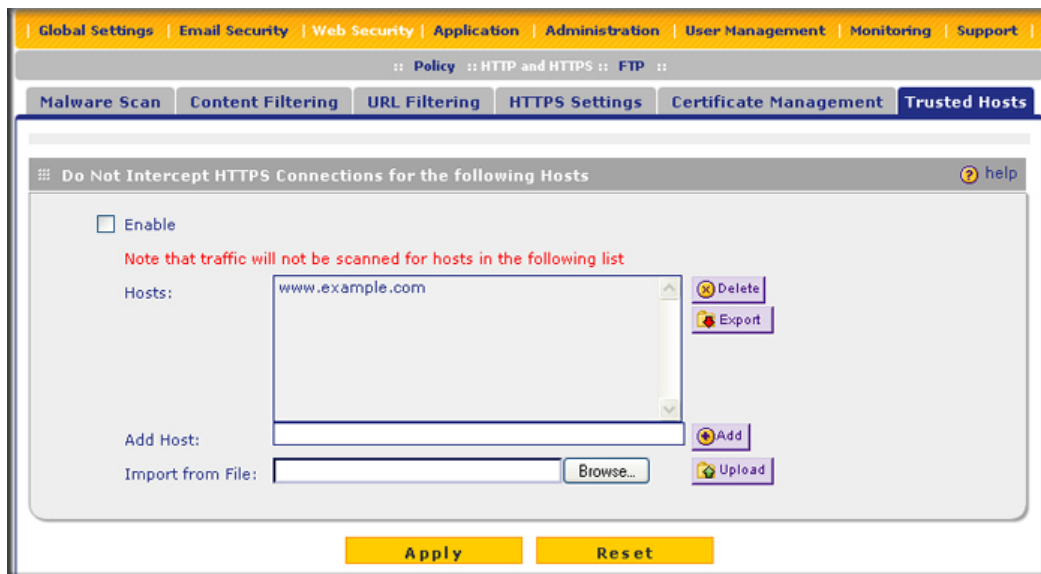 | Global Settings | Email Security | Web Security | Application | Administration | User Management | Monitoring | Support |
:: Policy :: HTTP and HTTPS :: FTP ::
Malware Scan Content Filtering URL Filtering HTTPS Settings Certificate Management Trusted Hosts
Do Not Intercept HTTPS Connections for the following Hosts ? help
Enable
Note that traffic will not be scanned for hosts in the following list
Hosts: www.example.com Delete
Export
Add Host: Add
Import from File: Browse... Upload
Apply Reset